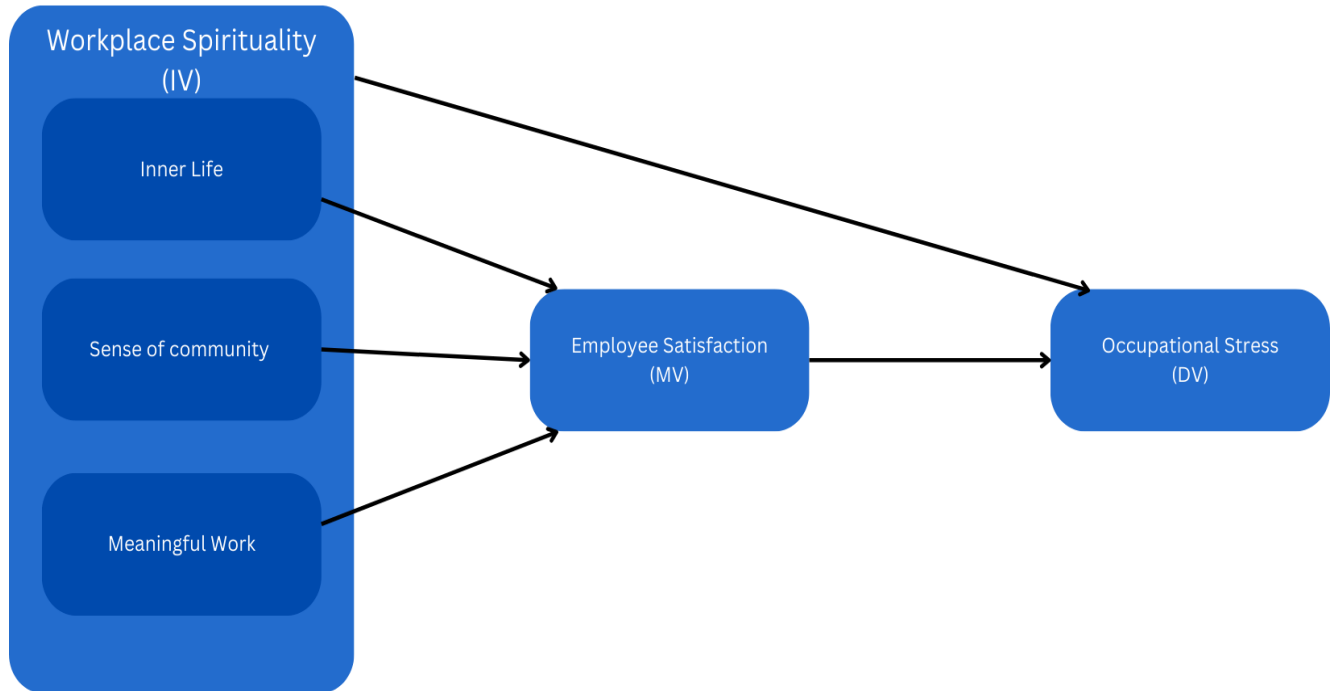 Workplace Spirituality
(IV)
Inner Life
Sense of community
Meaningful Work
Employee Satisfaction
(MV)
Occupational Stress
(DV)